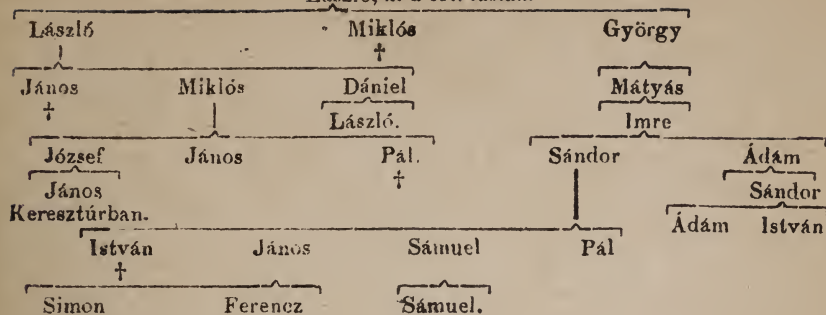 László Miklós György
†
János Miklós Dániel Mátyás
†
László. Imre
József János Pál. Sándor Ádám
†
János Sándor
Keresztúrban.
Ádám István
István János Sámuel Pál
†
Simon Ferencz Sámuel.